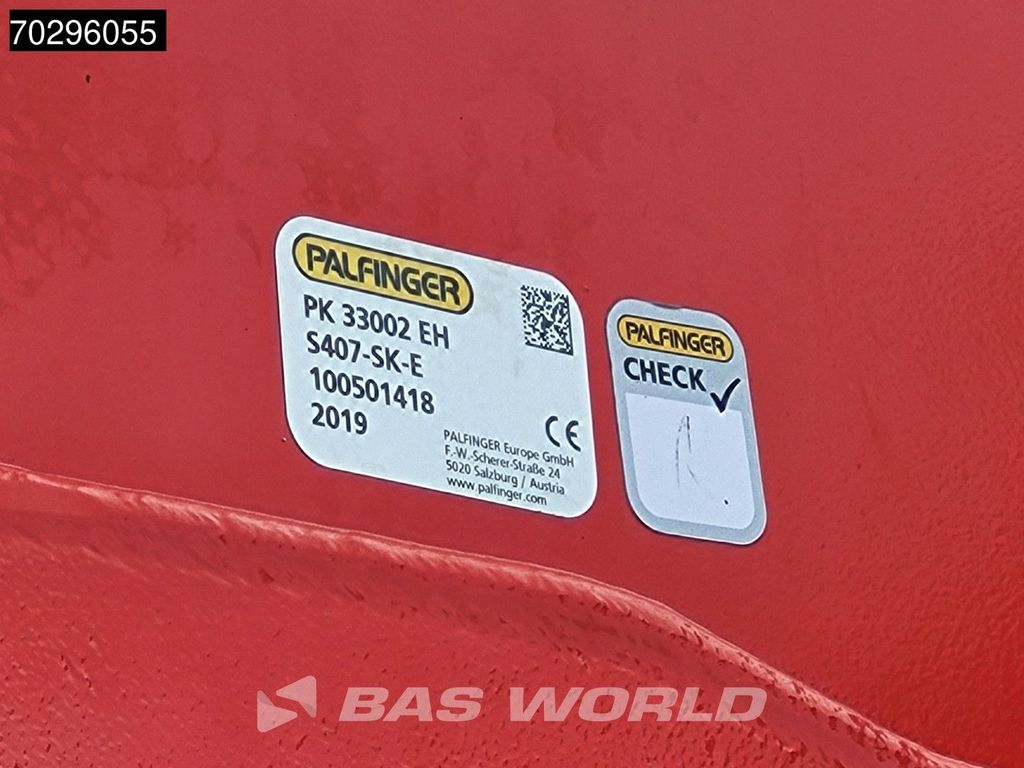 70296055
PALFINGER
PK 33002 EH
S407-SK-E
100501418
2019
CE
PALFINGER Europe GmbH
F.-W.-Scherer-Straße 24
5020 Salzburg / Austria
www.palfinger.com
PALFINGER
CHECK
BAS WORLD